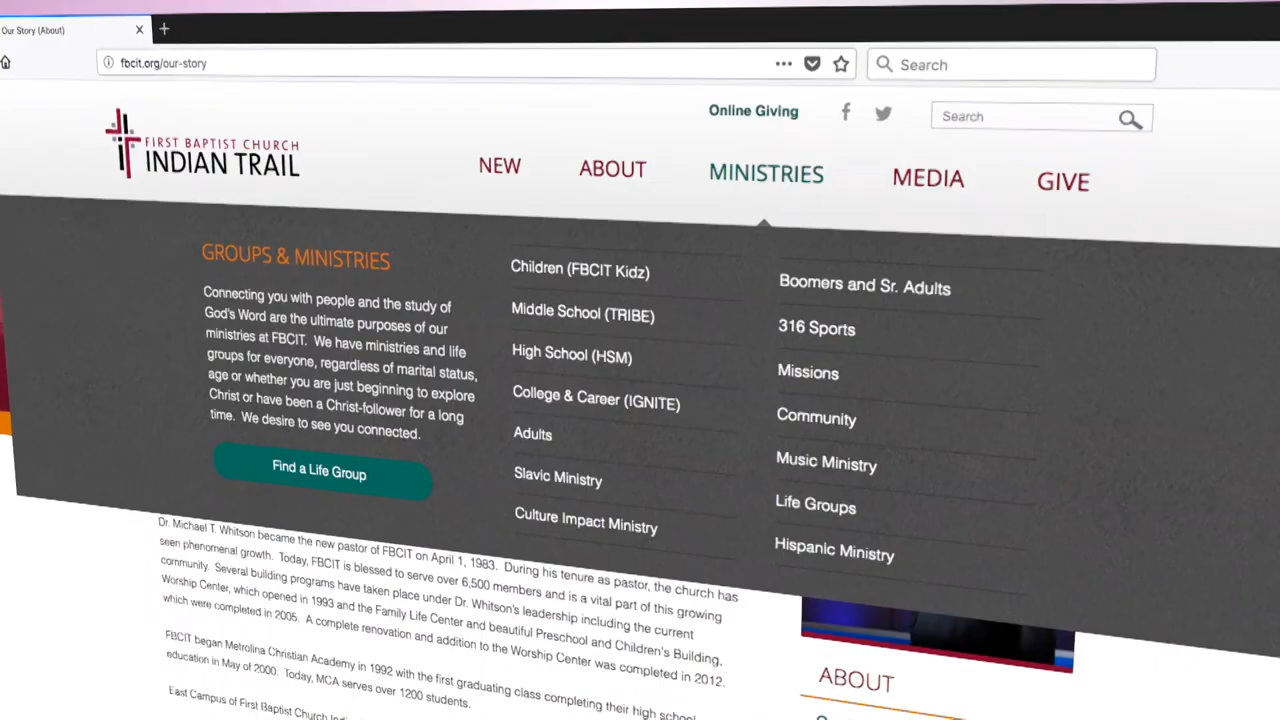 Our Story (About)
fbcit.org/our-story
Search
Online Giving
Search
FIRST BAPTIST CHURCH
INDIAN TRAIL
NEW
ABOUT
MINISTRIES
MEDIA
GIVE
GROUPS & MINISTRIES
Connecting you with people and the study of
God's Word are the ultimate purposes of our
ministries at FBCIT. We have ministries and life
groups for everyone, regardless of marital status,
age or whether you are just beginning to explore
Christ or have been a Christ-follower for a long
time. We desire to see you connected.
Find a Life Group
Children (FBCIT Kidz)
Middle School (TRIBE)
High School (HSM)
College & Career (IGNITE)
Adults
Slavic Ministry
Culture Impact Ministry
Boomers and Sr. Adults
316 Sports
Missions
Community
Music Ministry
Life Groups
Hispanic Ministry
Dr. Michael T. Whitson became the new pastor of FBCIT on April 1, 1983. During his tenure as pastor, the church has
seen phenomenal growth. Today, FBCIT is blessed to serve over 6,500 members and is a vital part of this growing
community. Several building programs have taken place under Dr. Whitson's leadership including the current
Worship Center, which opened in 1993 and the Family Life Center and beautiful Preschool and Children's Building,
which were completed in 2005. A complete renovation and addition to the Worship Center was completed in 2012.
FBCIT began Metrolina Christian Academy in 1992 with the first graduating class completing their high school
education in May of 2000. Today, MCA serves over 1200 students.
East Campus of First Baptist Church
ABOUT